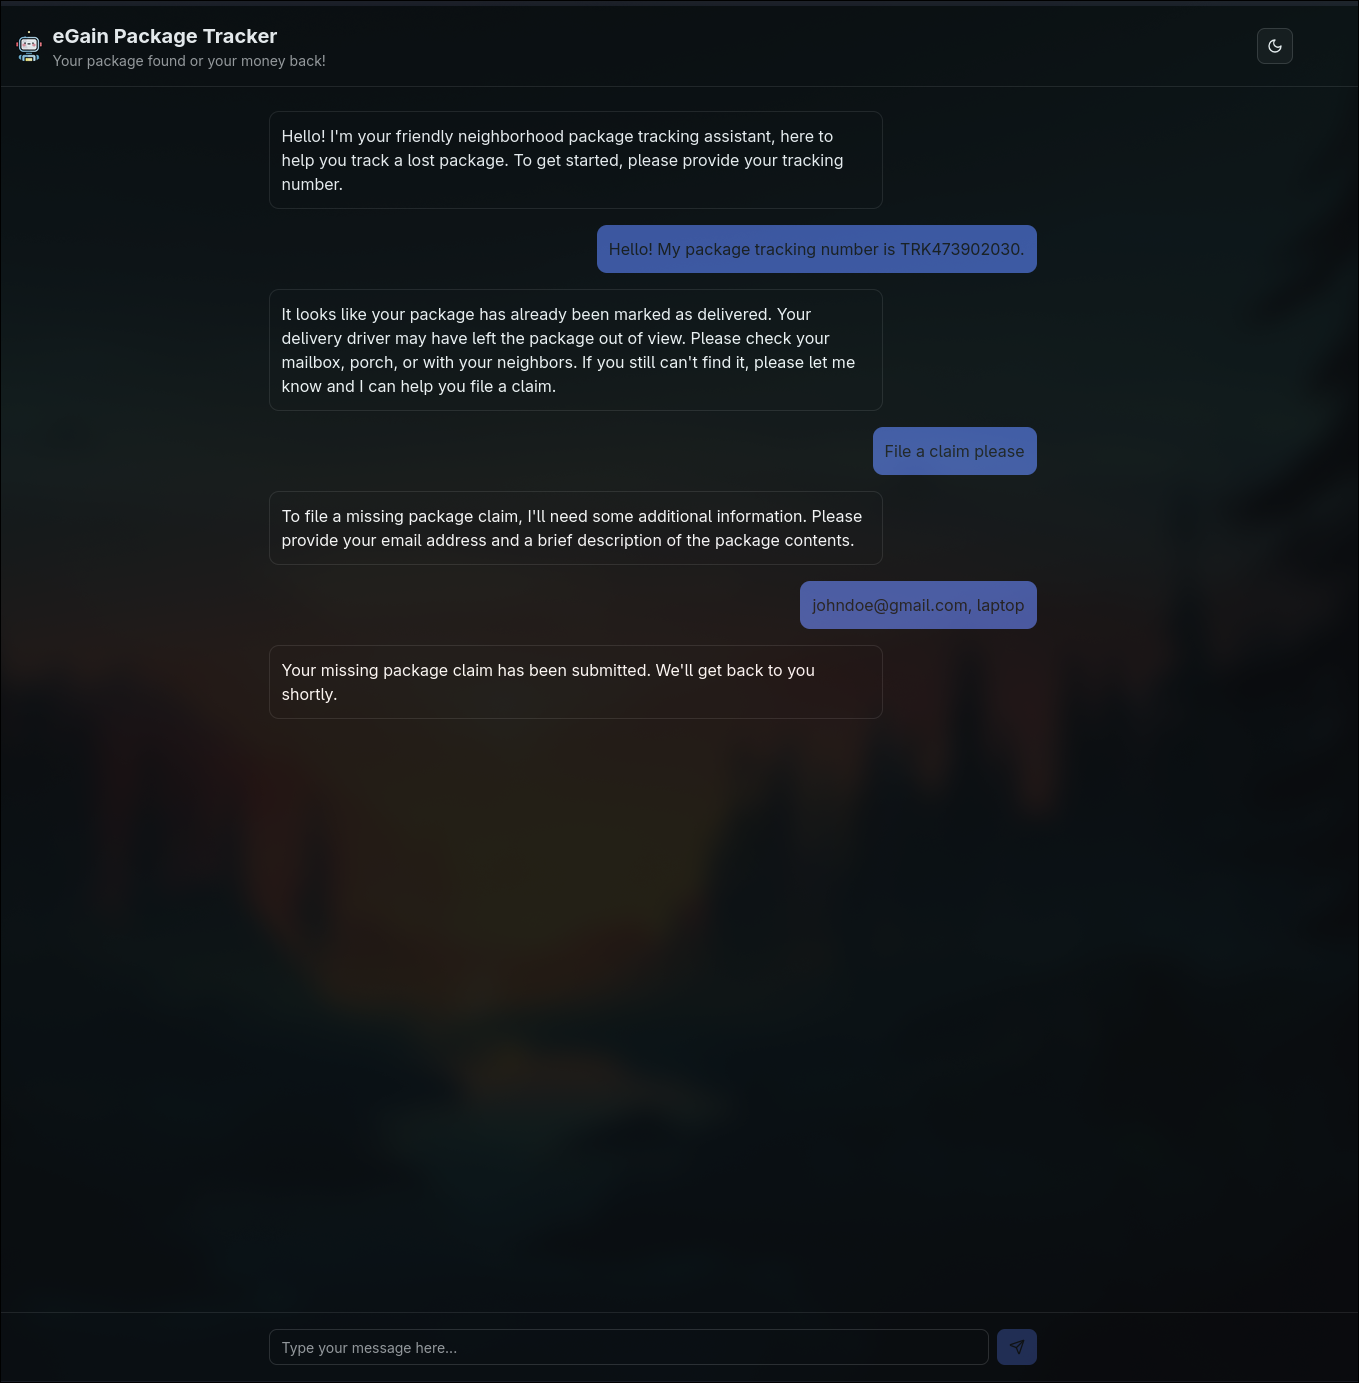 eGain Package Tracker
Your package found or your money back!
Hello! I'm your friendly neighborhood package tracking assistant, here to
help you track a lost package. To get started, please provide your tracking
number.
Hello! My package tracking number is TRK473902030.
It looks like your package has already been marked as delivered. Your
delivery driver may have left the package out of view. Please check your
mailbox, porch, or with your neighbors. If you still can't find it, please let me
know and I can help you file a claim.
File a claim please
To file a missing package claim, I'll need some additional information. Please
provide your email address and a brief description of the package contents.
johndoe@gmail.com, laptop
Your missing package claim has been submitted. We'll get back to you
shortly.
Type your message here...